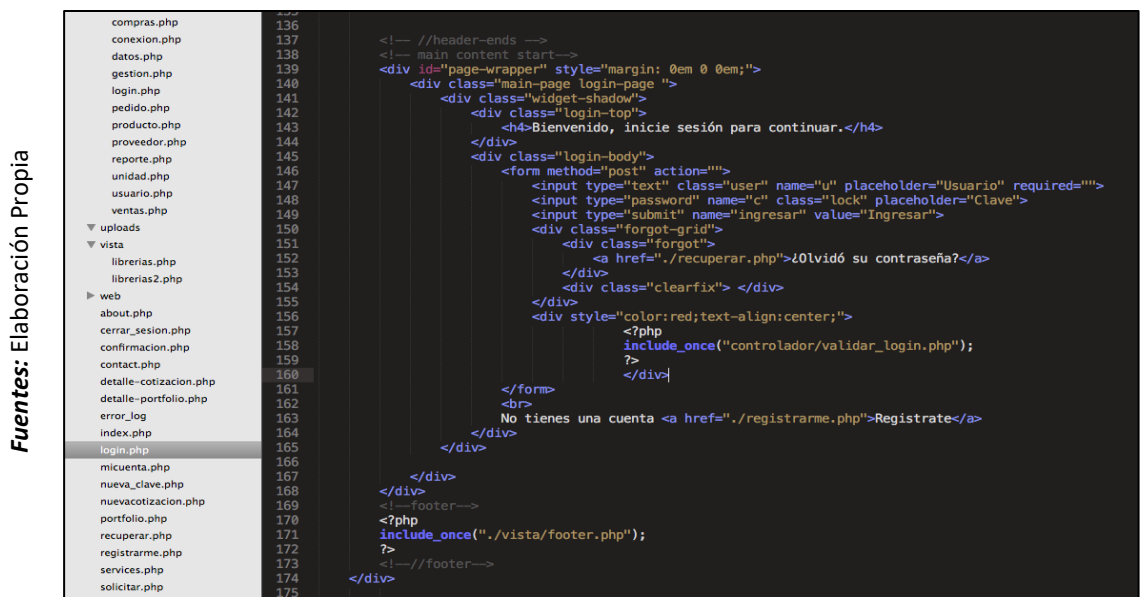 Fuentes: Elaboración Propia
compras.php
conexion.php
datos.php
gestion.php
login.php
pedido.php
producto.php
proveedor.php
reporte.php
unidad.php
usuario.php
ventas.php
uploads
vista
librerias.php
librerias2.php
web
about.php
cerrar_sesion.php
confirmacion.php
contact.php
detalle-cotizacion.php
detalle-portfolio.php
error_log
index.php
login.php
micuenta.php
nueva_clave.php
nuevacotizacion.php
portfolio.php
recuperar.php
registrarme.php
services.php
solicitar.php
135
136
137 <!-- //header-ends -->
138 <!-- main content start-->
139 <div id="page-wrapper" style="margin: 0em 0 0em;">
140 <div class="main-page login-page ">
141 <div class="widget-shadow">
142 <div class="login-top">
143 <h4>Bienvenido, inicie sesión para continuar.</h4>
144 </div>
145 <div class="login-body">
146 <form method="post" action="">
147 <input type="text" class="user" name="u" placeholder="Usuario" required="">
148 <input type="password" name="c" class="lock" placeholder="Clave">
149 <input type="submit" name="ingresar" value="Ingresar">
150 <div class="forgot-grid">
151 <div class="forgot">
152 <a href="./recuperar.php">¿Olvidó su contraseña?</a>
153 </div>
154 <div class="clearfix"> </div>
155 </div>
156 <div style="color:red;text-align:center;">
157 <?php
158 include_once("controlador/validar_login.php");
159 ?>
160 </div>
161 </form>
162 <br>
163 No tienes una cuenta <a href="./registrarme.php">Registrate</a>
164 </div>
165 </div>
166
167 </div>
168 </div>
169 <!--footer-->
170 <?php
171 include_once("./vista/footer.php");
172 ?>
173 <!--//footer-->
174 </div>
175